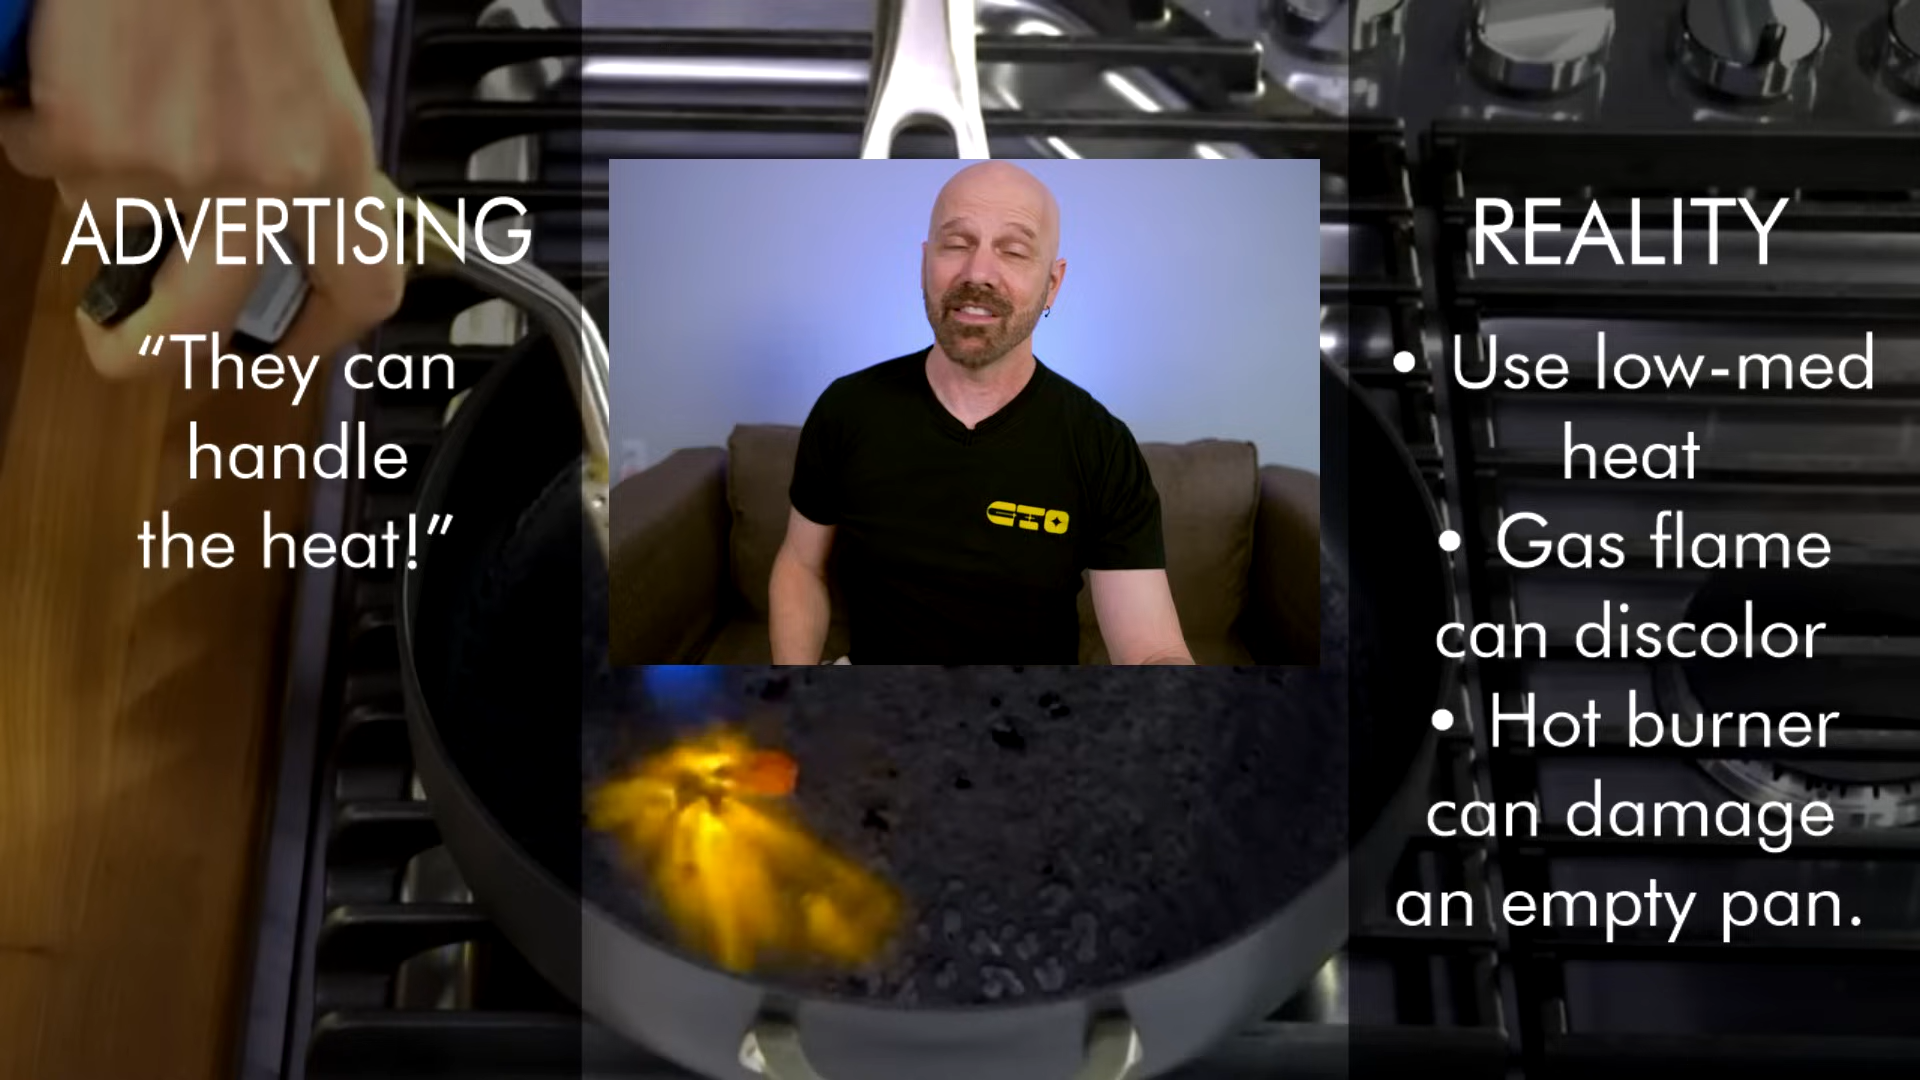 ADVERTISING
“They can
handle
the heat!”
REALITY
• Use low-med
heat
• Gas flame
can discolor
• Hot burner
can damage
an empty pan.